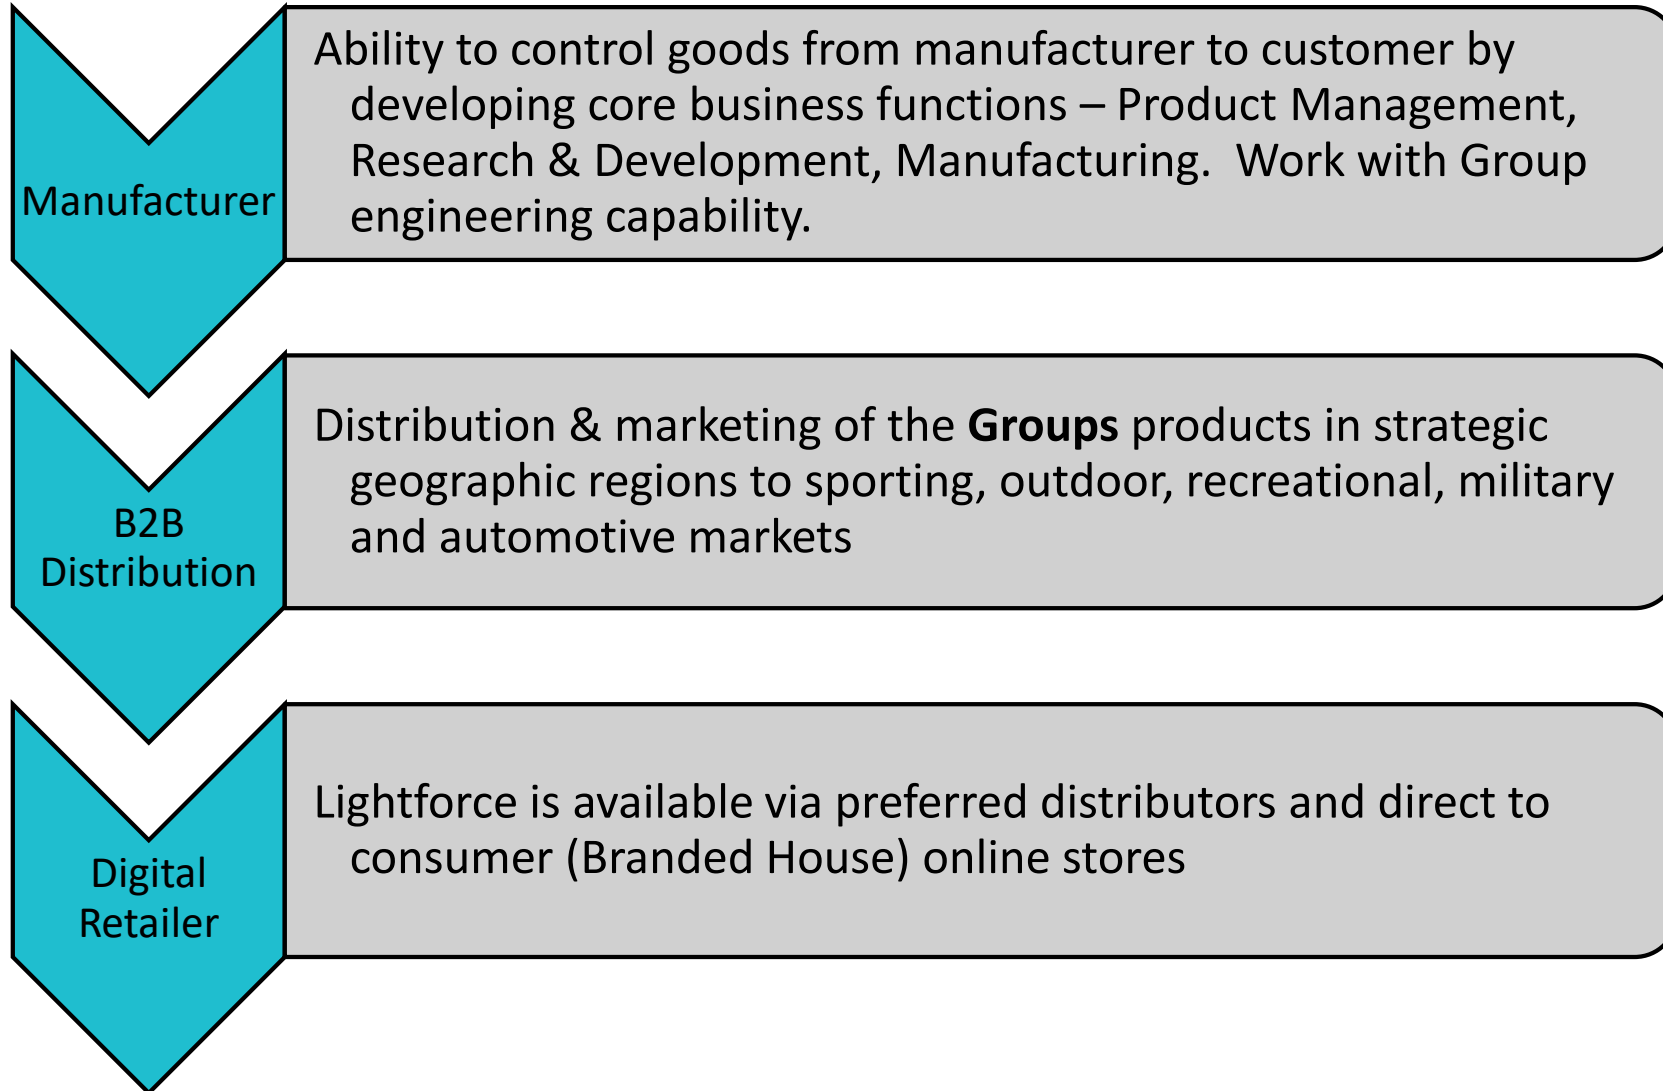 Manufacturer
Ability to control goods from manufacturer to customer by
developing core business functions – Product Management,
Research & Development, Manufacturing.  Work with Group
engineering capability.
B2B
Distribution
Distribution & marketing of the Groups products in strategic
geographic regions to sporting, outdoor, recreational, military
and automotive markets
Digital
Retailer
Lightforce is available via preferred distributors and direct to
consumer (Branded House) online stores